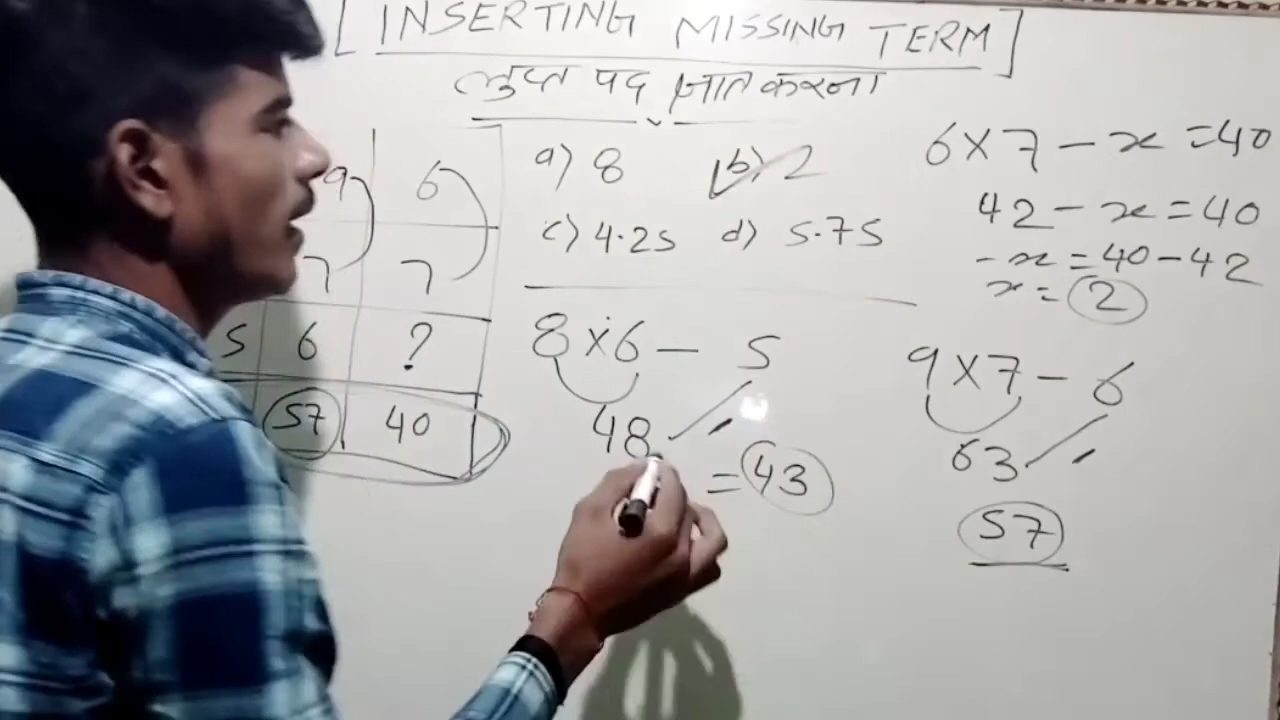 [INSERTING MISSING TERM]
लुप्त पद ज्ञात करना
9 6
7 7
5 6 ?
57 40
a) 8 b) 2
c) 4.25 d) 5.75
6 × 7 - x = 40
42 - x = 40
-x = 40 - 42
x = 2
8 × 6 - 5
48
= 43
9 × 7 - 6
63
57